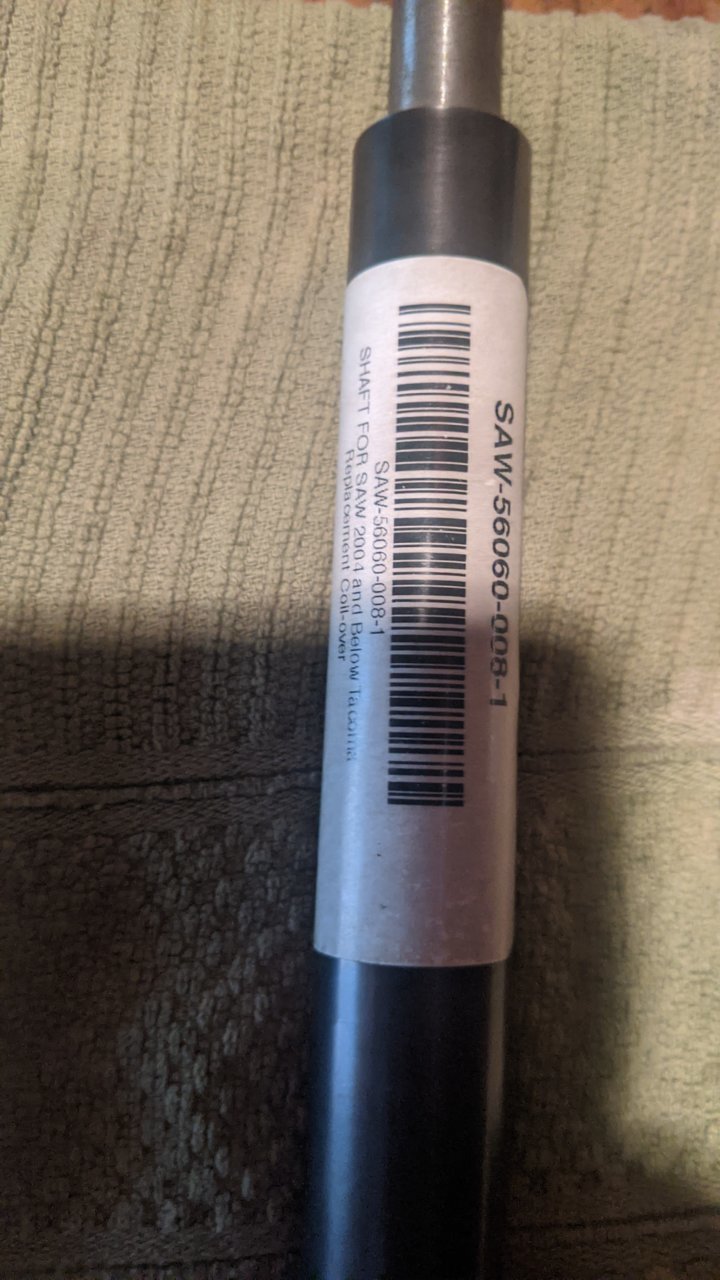 SAW-56060-008-1
SAW-56060-008-1
SHAFT FOR SAW 2004 and Below Tacoma
Replacement Coil-over